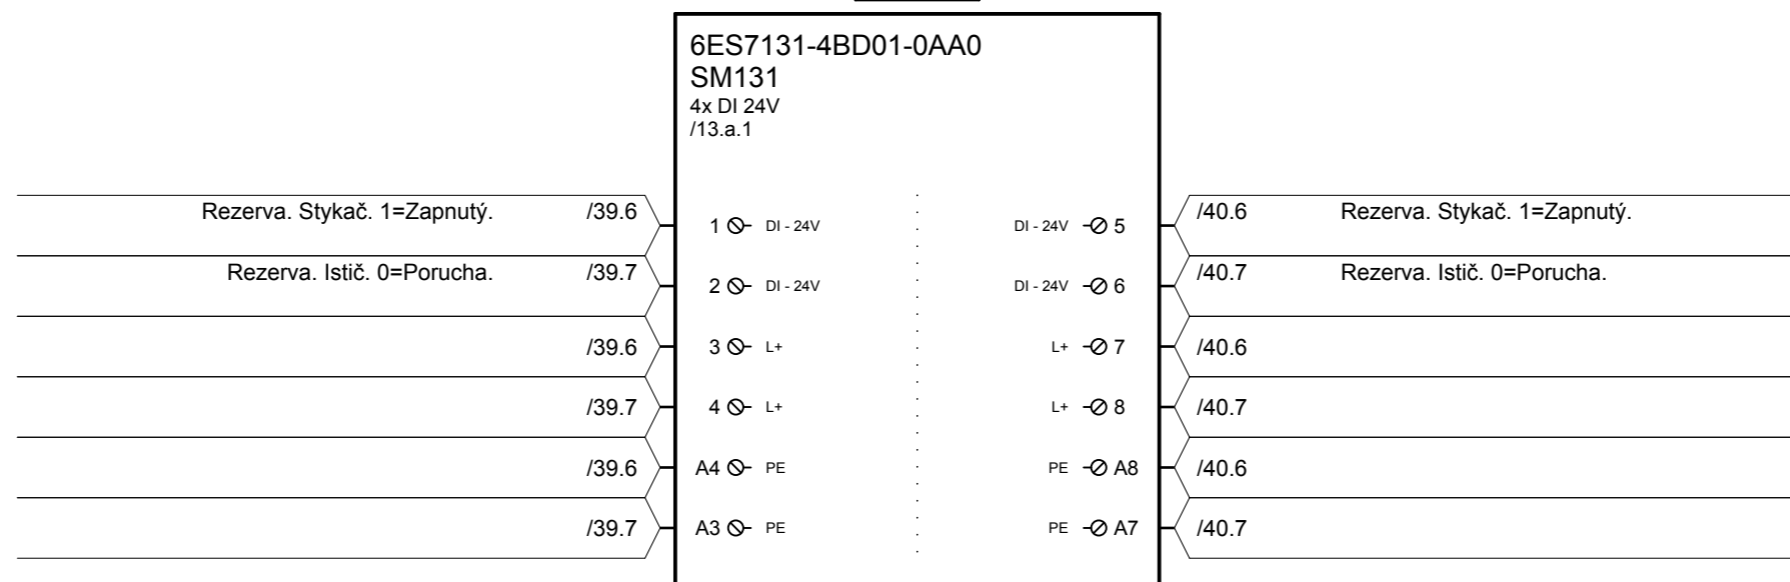 6ES7131-4BD01-0AA0
SM131
4x DI 24V
/13.a.1
Rezerva. Stykač. 1=Zapnutý. /39.6 1 DI - 24V DI - 24V 5 /40.6 Rezerva. Stykač. 1=Zapnutý.
Rezerva. Istič. 0=Porucha. /39.7 2 DI - 24V DI - 24V 6 /40.7 Rezerva. Istič. 0=Porucha.
/39.6 3 L+ L+ 7 /40.6
/39.7 4 L+ L+ 8 /40.7
/39.6 A4 PE PE A8 /40.6
/39.7 A3 PE PE A7 /40.7